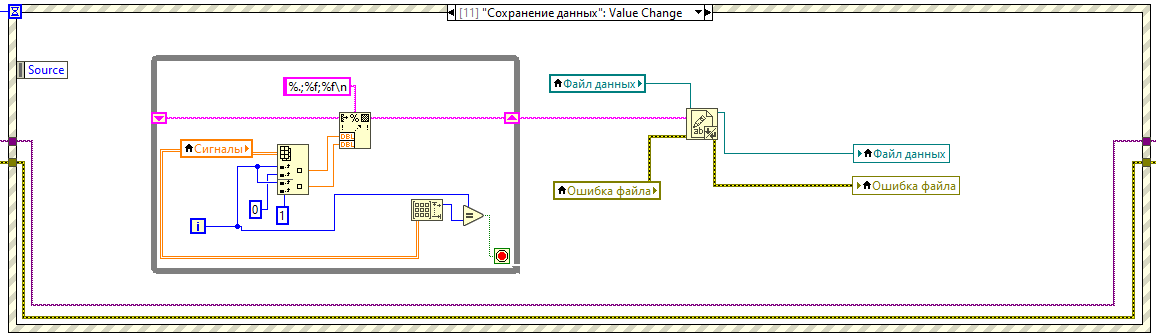 [11] "Сохранение данных": Value Change
Source
%.;%f;%f\n
Файл данных
% !
! . !
DBL
DBL
Сигналы
ab
Файл данных
Ошибка файла
Ошибка файла
0
1
i
=